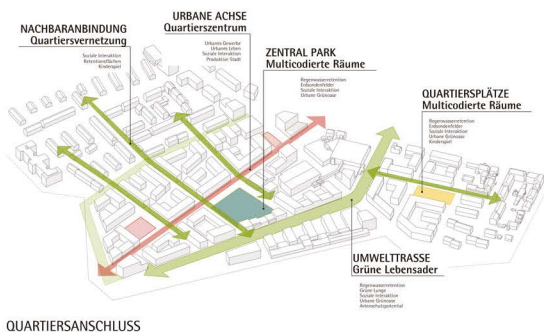 NACHBARANBINDUNG
Quartiersvernetzung
Soziale Interaktion
Retentionsflächen
Kinderspiel
URBANE ACHSE
Quartierszentrum
Urbanes Gewerbe
Urbanes Leben
Soziale Interaktion
Produktive Stadt
ZENTRAL PARK
Multicodierte Räume
Regenwasserretention
Erdsondenfelder
Soziale Interaktion
Urbane Grünoase
QUARTIERSPLÄTZE
Multicodierte Räume
Regenwasserretention
Erdsondenfelder
Soziale Interaktion
Urbane Grünoase
Kinderspiel
UMWELTTRASSE
Grüne Lebensader
Regenwasserretention
Grüne Lunge
Soziale Interaktion
Urbane Grünoase
Artenschutzpotential
QUARTIERSANSCHLUSS